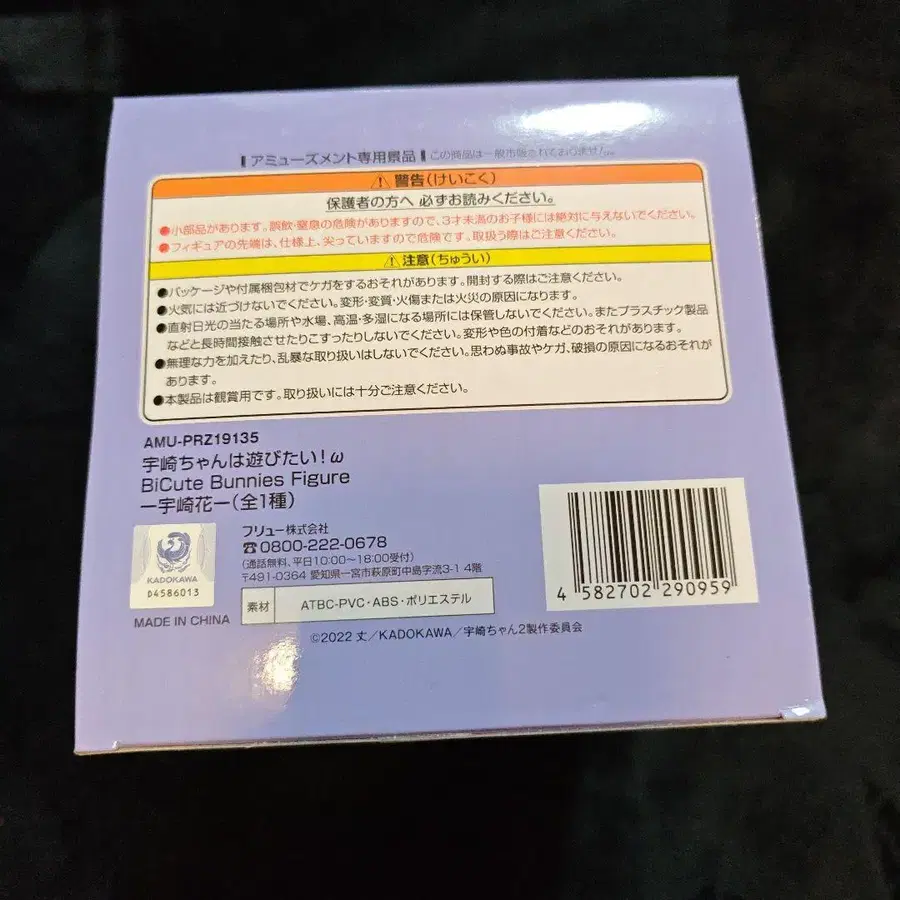 アミューズメント専用景品 この商品は一般市販されておりません。
警告(けいこく)
保護者の方へ 必ずお読みください。
●小部品があります。誤飲・窒息の危険がありますので、3才未満のお子様には絶対に与えないでください。
●フィギュアの先端は、仕様上、尖っていますので危険です。取扱う際はご注意ください。
注意(ちゅうい)
●パッケージや付属梱包材でケガをするおそれがあります。開封する際はご注意ください。
●火気には近づけないでください。変形・変質・火傷または火災の原因になります。
●直射日光の当たる場所や水場、高温・多湿になる場所には保管しないでください。またプラスチック製品
などと長時間接触させたりこすったりしないでください。変形や色の付着などのおそれがあります。
●無理な力を加えたり、乱暴な取り扱いはしないでください。思わぬ事故やケガ、破損の原因になるおそれが
あります。
●本製品は観賞用です。取り扱いには十分ご注意ください。
AMU-PRZ19135
宇崎ちゃんは遊びたい!ω
BiCute Bunnies Figure
ー宇崎花ー(全1種)
KADOKAWA
D4586013
MADE IN CHINA
フリュー株式会社
☎0800-222-0678
(通話無料、平日10:00~18:00受付)
〒491-0364 愛知県一宮市萩原町中島字流3-1 4階
素材 ATBC-PVC・ABS・ポリエステル
©2022 丈/KADOKAWA/宇崎ちゃん2製作委員会
4 582702 290959